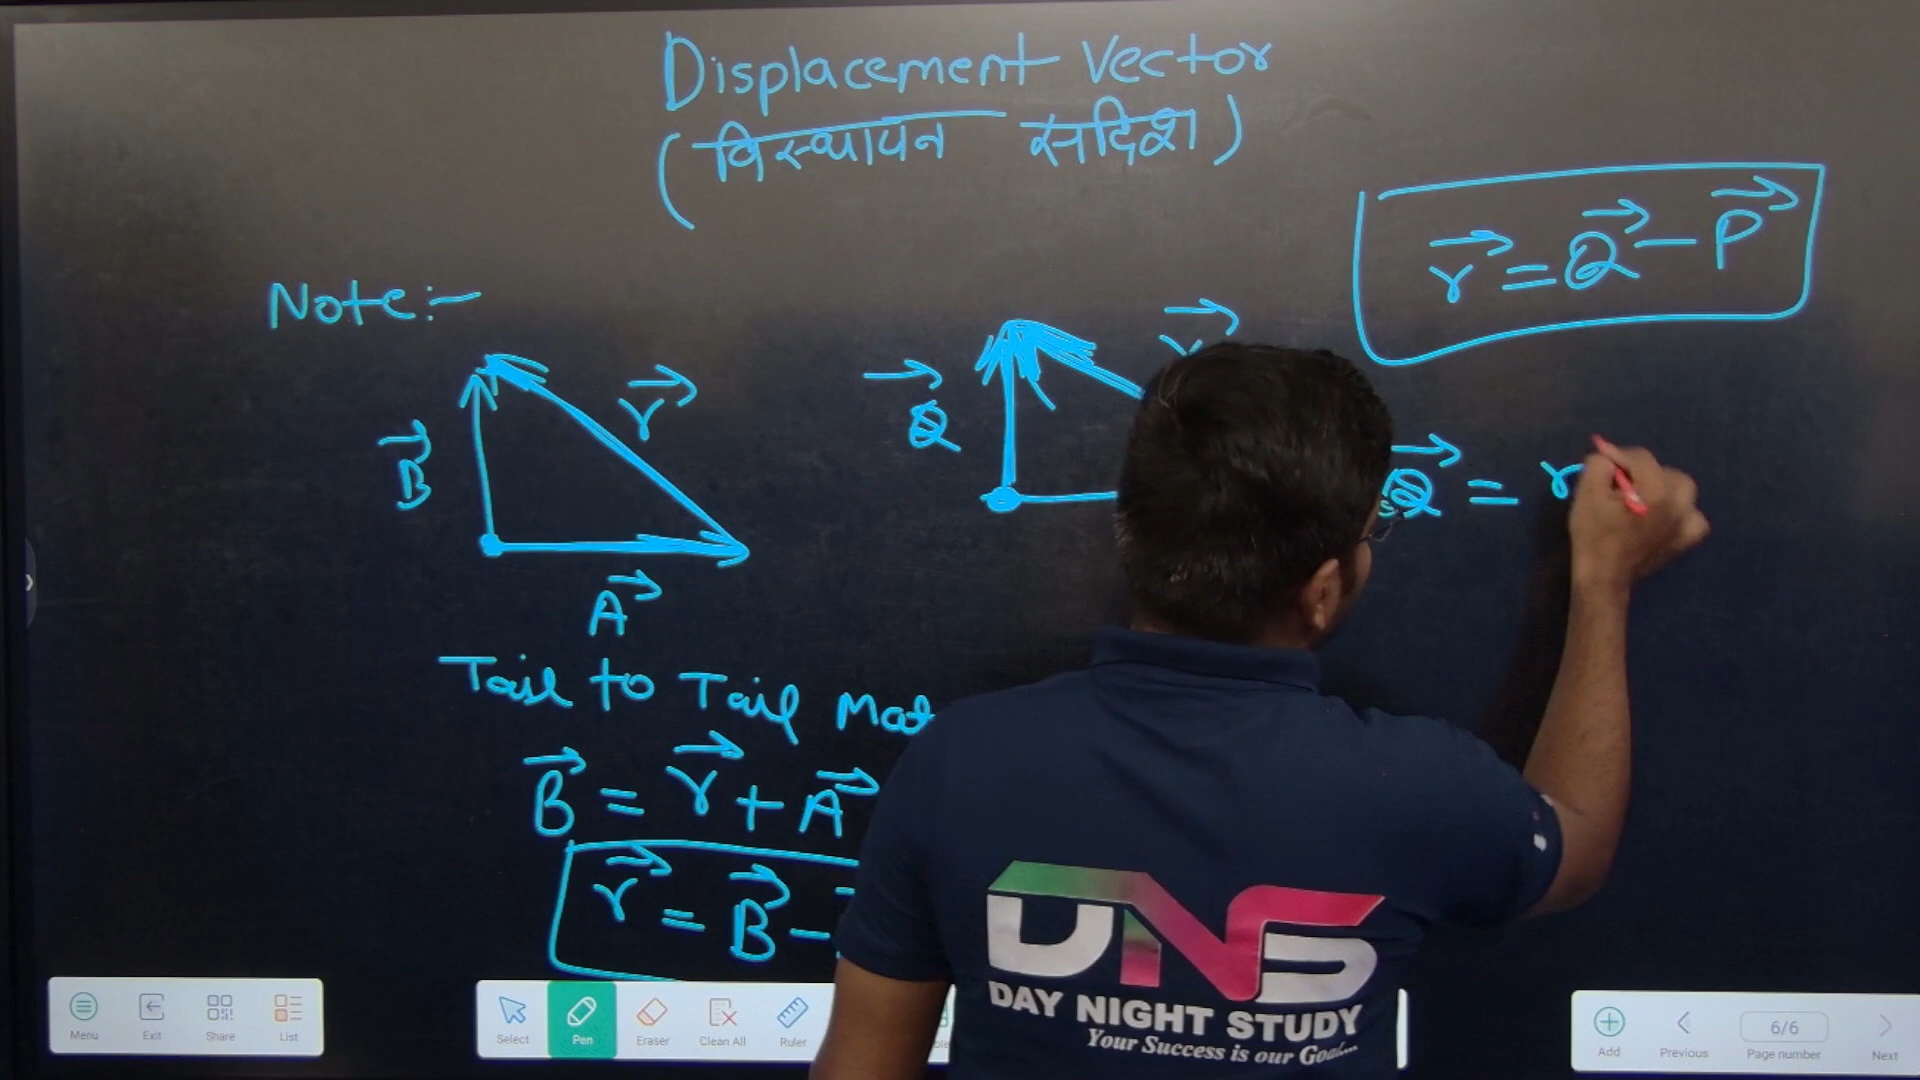 Displacement Vector
(विस्थापन सदिश)
r⃗ = Q⃗ − P⃗
Note:-
B⃗
r⃗
A⃗
Q⃗
Q⃗ = r
Tail to Tail
B⃗ = r⃗ + A⃗
r⃗ = B⃗ −
DNS
DAY NIGHT STUDY
Your Success is our Goal...
Menu Exit Share List
Select Pen Eraser Clean All Ruler
Add Previous 6/6 Page number Next